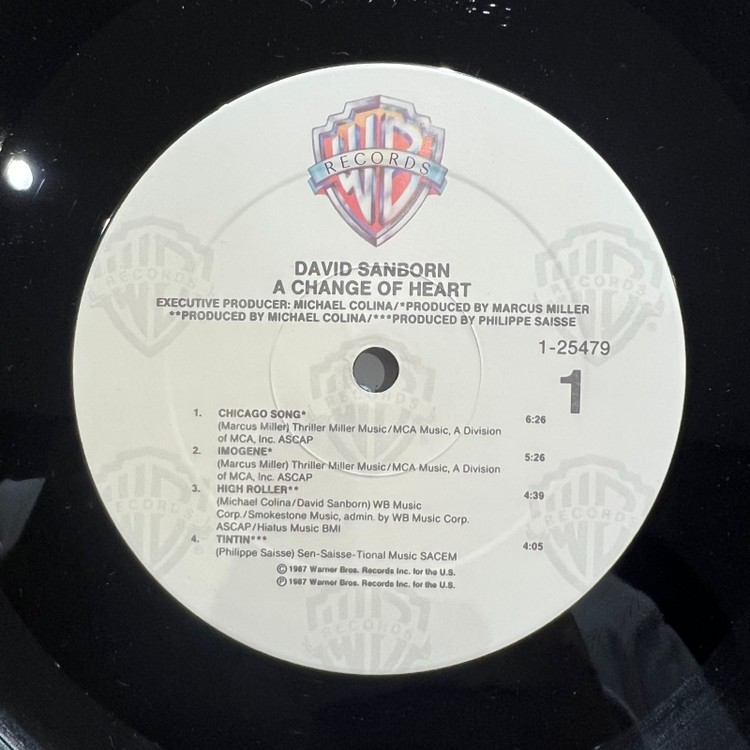 WB
RECORDS
DAVID SANBORN
A CHANGE OF HEART
EXECUTIVE PRODUCER: MICHAEL COLINA/*PRODUCED BY MARCUS MILLER
**PRODUCED BY MICHAEL COLINA/***PRODUCED BY PHILIPPE SAISSE
1-25479
1
1. CHICAGO SONG* 6:26
(Marcus Miller) Thriller Miller Music/MCA Music, A Division
of MCA, Inc. ASCAP
2. IMOGENE* 5:26
(Marcus Miller) Thriller Miller Music/MCA Music, A Division
of MCA, Inc. ASCAP
3. HIGH ROLLER** 4:39
(Michael Colina/David Sanborn) WB Music
Corp./Smokestone Music, admin. by WB Music Corp.
ASCAP/Hiatus Music BMI
4. TINTIN*** 4:05
(Philippe Saisse) Sen-Saisse-Tional Music SACEM
© 1987 Warner Bros. Records Inc. for the U.S.
℗ 1987 Warner Bros. Records Inc. for the U.S.